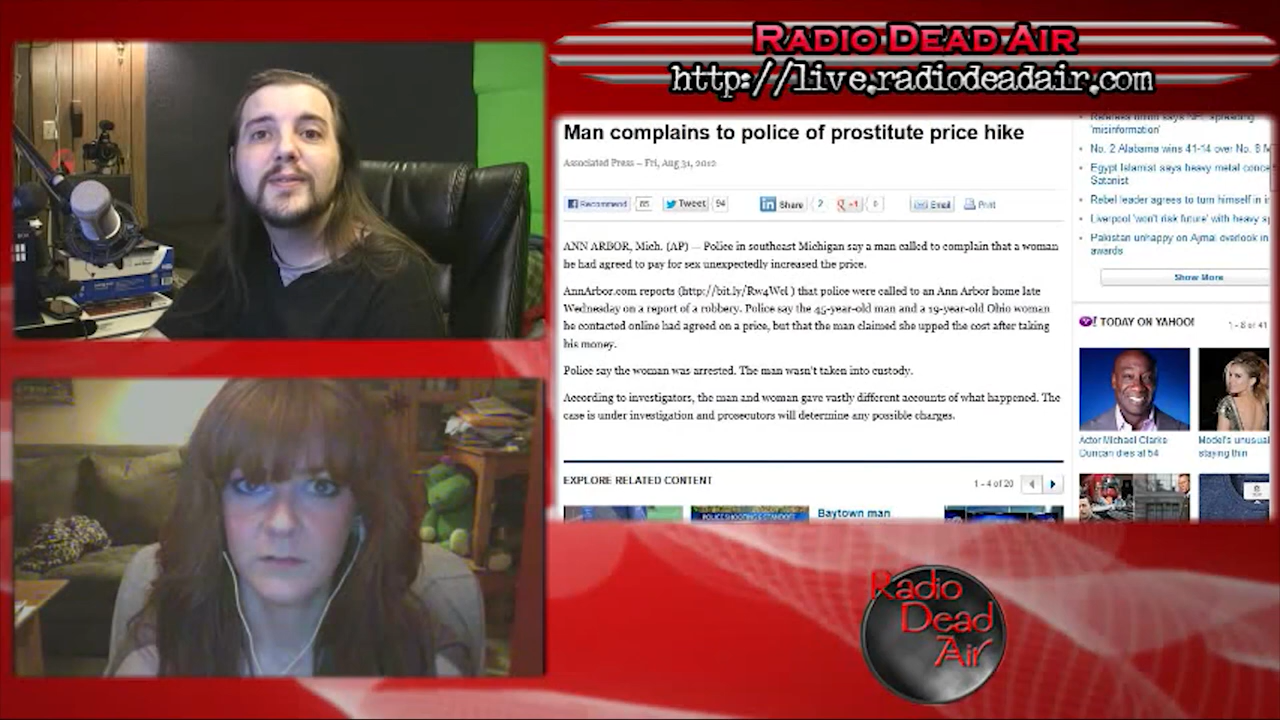 Radio Dead Air
http://live.radiodeadair.com
Man complains to police of prostitute price hike
Associated Press – Fri, Aug 31, 2012
Recommend 85 Tweet 94 Share 2 0 Email Print
ANN ARBOR, Mich. (AP) — Police in southeast Michigan say a man called to complain that a woman
he had agreed to pay for sex unexpectedly increased the price.
AnnArbor.com reports (http://bit.ly/Rw4Wcl ) that police were called to an Ann Arbor home late
Wednesday on a report of a robbery. Police say the 45-year-old man and a 19-year-old Ohio woman
he contacted online had agreed on a price, but that the man claimed she upped the cost after taking
his money.
Police say the woman was arrested. The man wasn't taken into custody.
According to investigators, the man and woman gave vastly different accounts of what happened. The
case is under investigation and prosecutors will determine any possible charges.
EXPLORE RELATED CONTENT
1 - 4 of 20
Baytown man
Referees union says NFL spreading
'misinformation'
No. 2 Alabama wins 41-14 over No. 8 M
Egypt Islamist says heavy metal conce
Satanist
Rebel leader agrees to turn himself in i
Liverpool 'won't risk future' with heavy s
Pakistan unhappy on Ajmal overlook in
awards
Show More
Y! TODAY ON YAHOO!
1 - 8 of 41
Actor Michael Clarke
Duncan dies at 54
Model's unusual
staying thin
Radio
Dead
Air